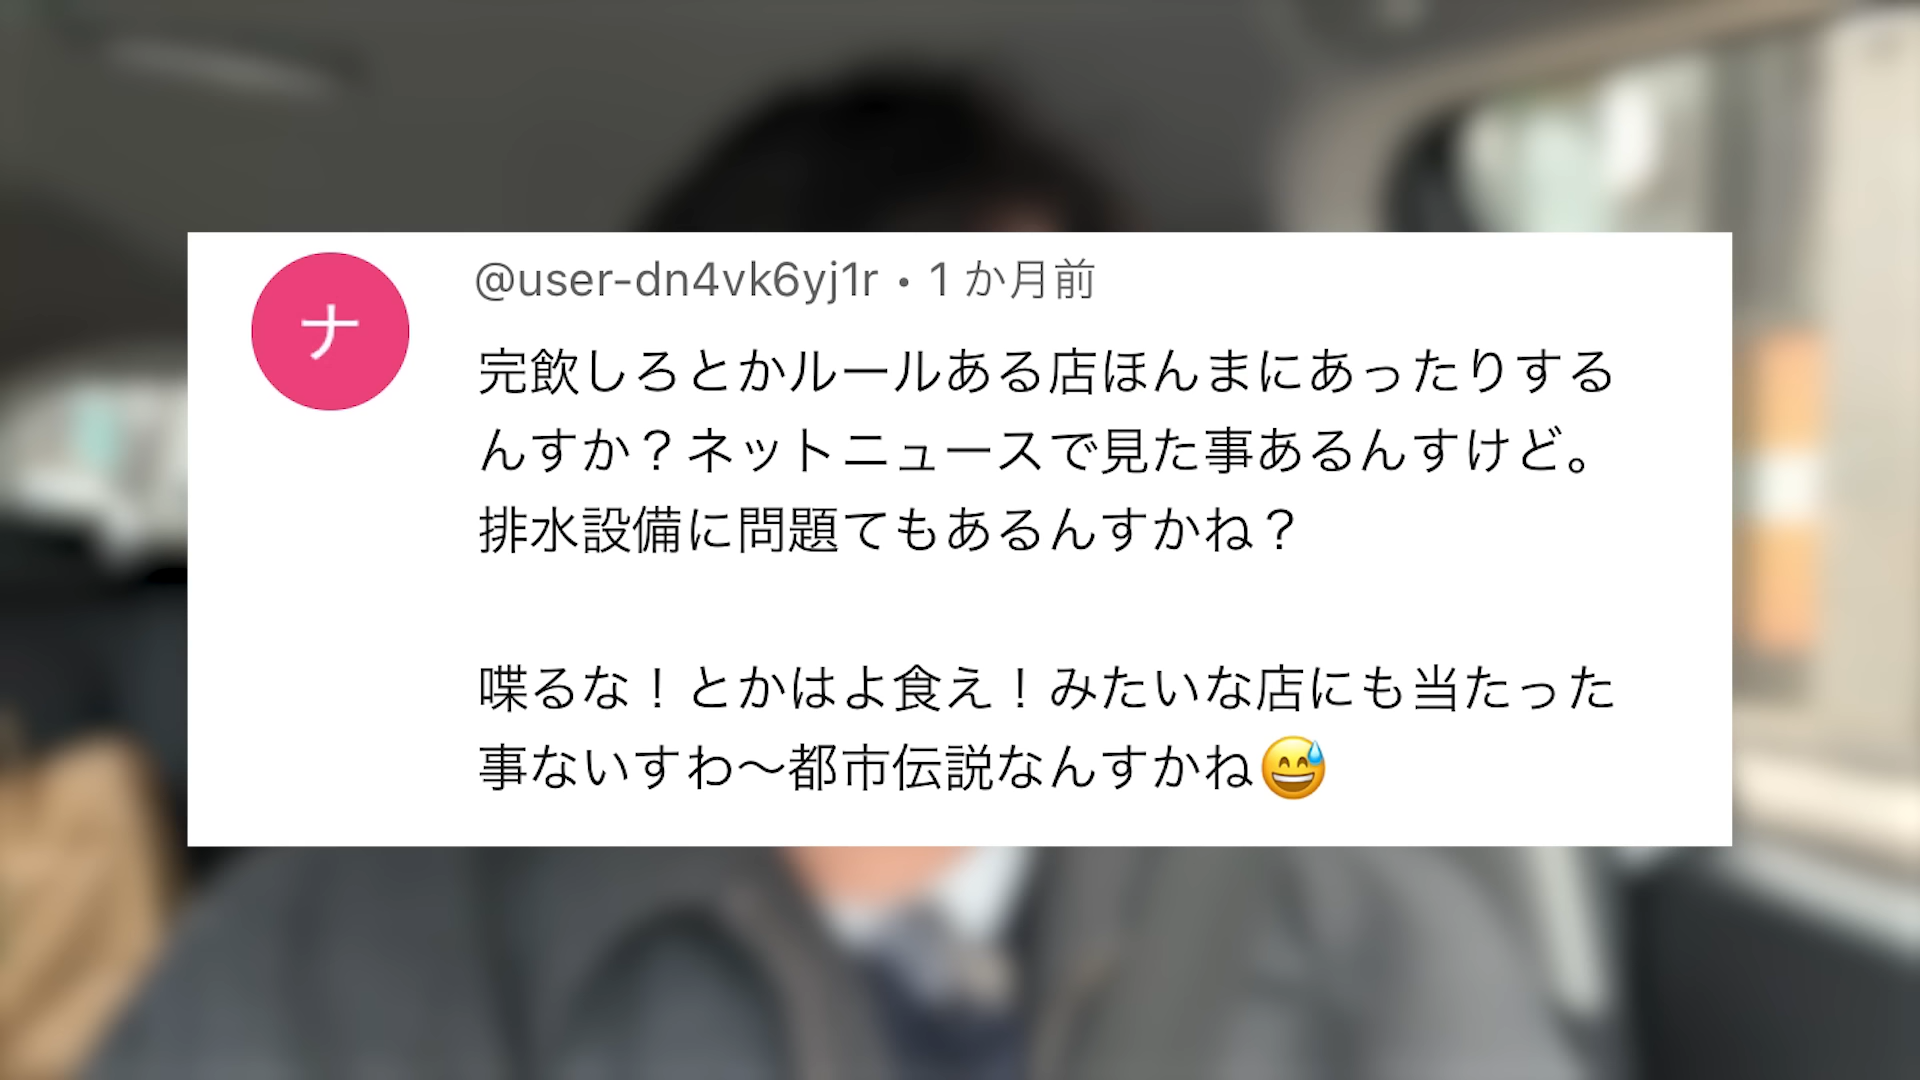 ナ
@user-dn4vk6yj1r・1 か月前
完飲しろとかルールある店ほんまにあったりする
んすか？ネットニュースで見た事あるんすけど。
排水設備に問題てもあるんすかね？
喋るな！とかはよ食え！みたいな店にも当たった
事ないすわ〜都市伝説なんすかね😅